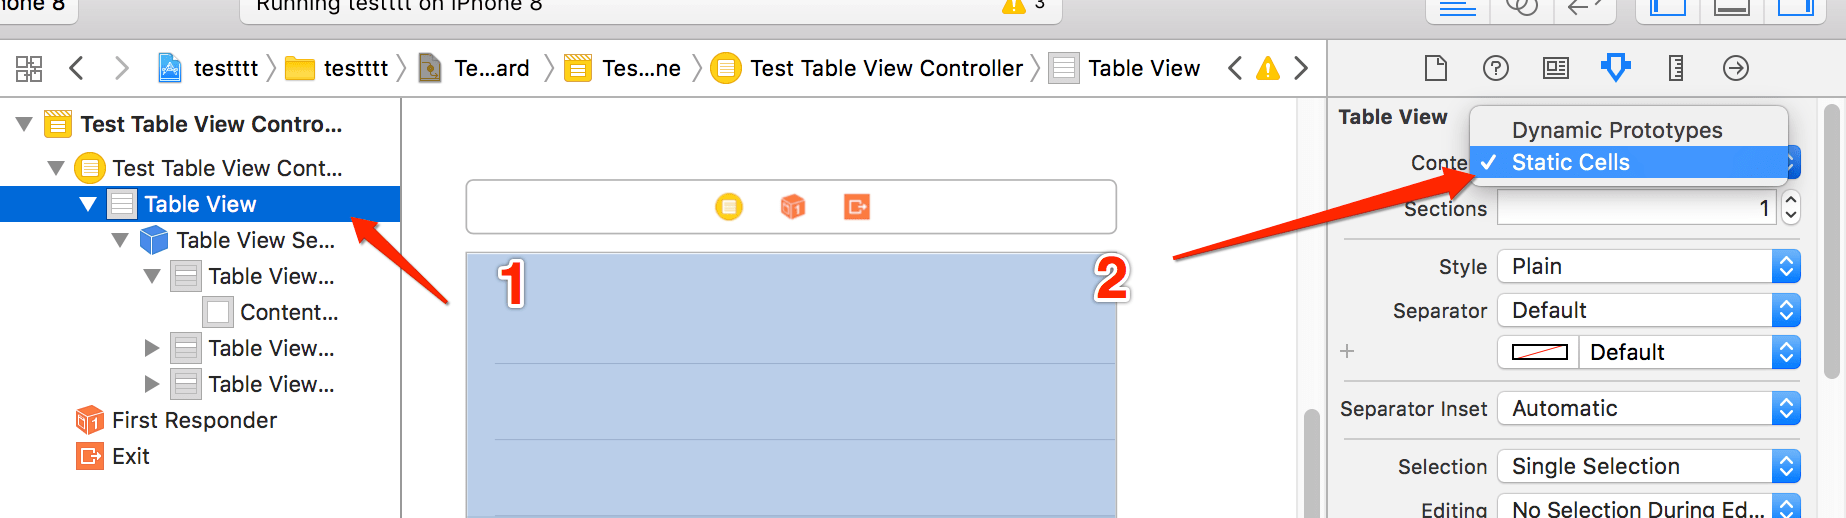 hone 8
Running testttt on iPhone 8
3
testttt
testttt
Te...ard
Tes...ne
Test Table View Controller
Table View
Test Table View Contro...
Test Table View Cont...
Table View
Table View Se...
Table View...
Content...
Table View...
Table View...
First Responder
Exit
1
2
Table View
Dynamic Prototypes
Conte
✓ Static Cells
Sections
1
Style
Plain
Separator
Default
Default
Separator Inset
Automatic
Selection
Single Selection
Editing
No Selection During Ed...